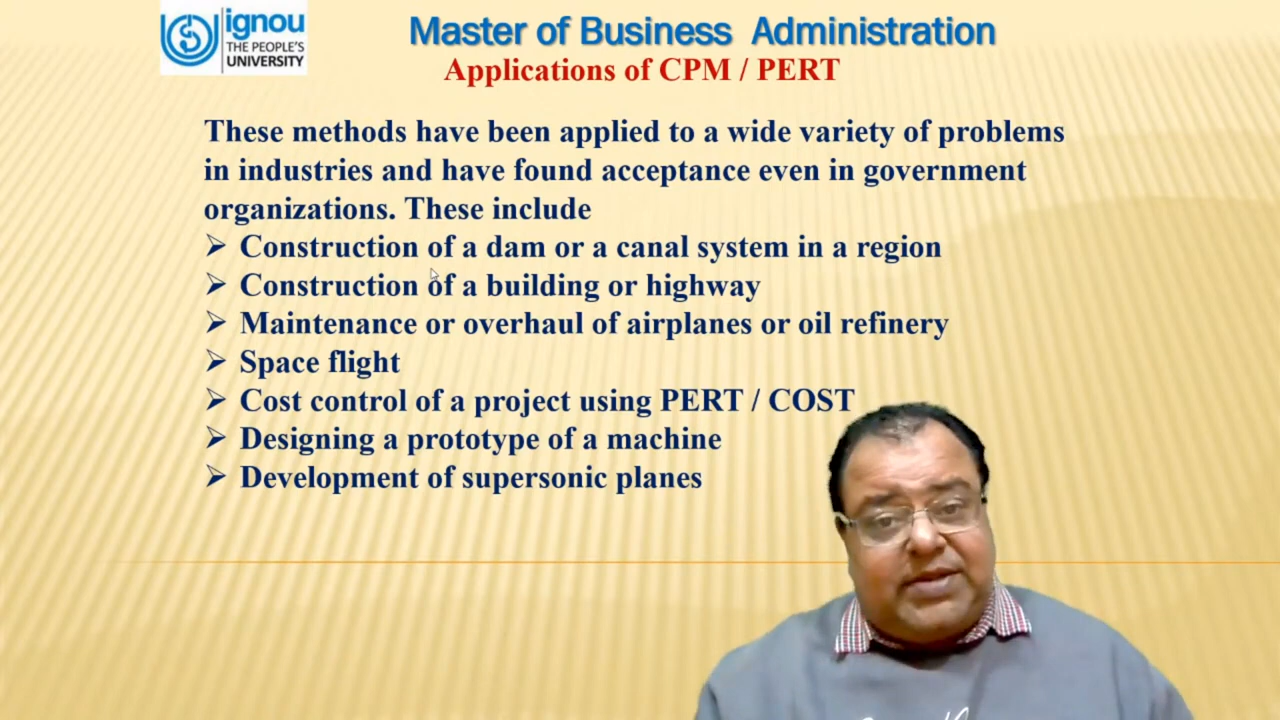 ignou
THE PEOPLE'S
UNIVERSITY
Master of Business Administration
Applications of CPM / PERT
These methods have been applied to a wide variety of problems
in industries and have found acceptance even in government
organizations. These include
➢ Construction of a dam or a canal system in a region
➢ Construction of a building or highway
➢ Maintenance or overhaul of airplanes or oil refinery
➢ Space flight
➢ Cost control of a project using PERT / COST
➢ Designing a prototype of a machine
➢ Development of supersonic planes